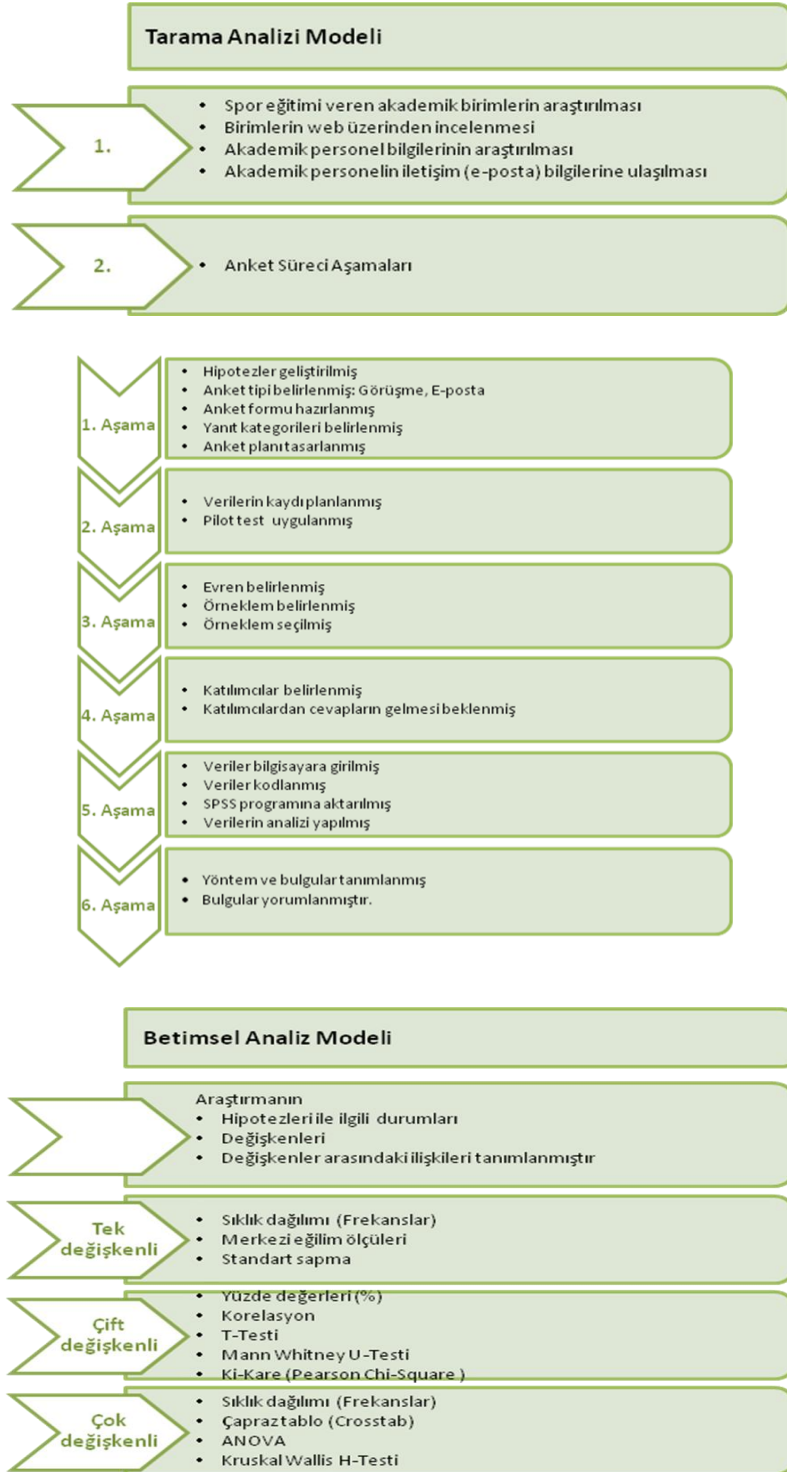 Tarama Analizi Modeli
1.
• Spor eğitimi veren akademik birimlerin araştırılması
• Birimlerin web üzerinden incelenmesi
• Akademik personel bilgilerinin araştırılması
• Akademik personelin iletişim (e-posta) bilgilerine ulaşılması
2.
• Anket Süreci Aşamaları
1. Aşama
• Hipotezler geliştirilmiş
• Anket tipi belirlenmiş: Görüşme, E-posta
• Anket formu hazırlanmış
• Yanıt kategorileri belirlenmiş
• Anket planı tasarlanmış
2. Aşama
• Verilerin kaydı planlanmış
• Pilot test uygulanmış
3. Aşama
• Evren belirlenmiş
• Örneklem belirlenmiş
• Örneklem seçilmiş
4. Aşama
• Katılımcılar belirlenmiş
• Katılımcılardan cevapların gelmesi beklenmiş
5. Aşama
• Veriler bilgisayara girilmiş
• Veriler kodlanmış
• SPSS programına aktarılmış
• Verilerin analizi yapılmış
6. Aşama
• Yöntem ve bulgular tanımlanmış
• Bulgular yorumlanmıştır.
Betimsel Analiz Modeli
Araştırmanın
• Hipotezleri ile ilgili durumları
• Değişkenleri
• Değişkenler arasındaki ilişkileri tanımlanmıştır
Tek
değişkenli
• Sıklık dağılımı (Frekanslar)
• Merkezi eğilim ölçüleri
• Standart sapma
Çift
değişkenli
• Yüzde değerleri (%)
• Korelasyon
• T-Testi
• Mann Whitney U-Testi
• Ki-Kare (Pearson Chi-Square )
Çok
değişkenli
• Sıklık dağılımı (Frekanslar)
• Çapraz tablo (Crosstab)
• ANOVA
• Kruskal Wallis H-Testi